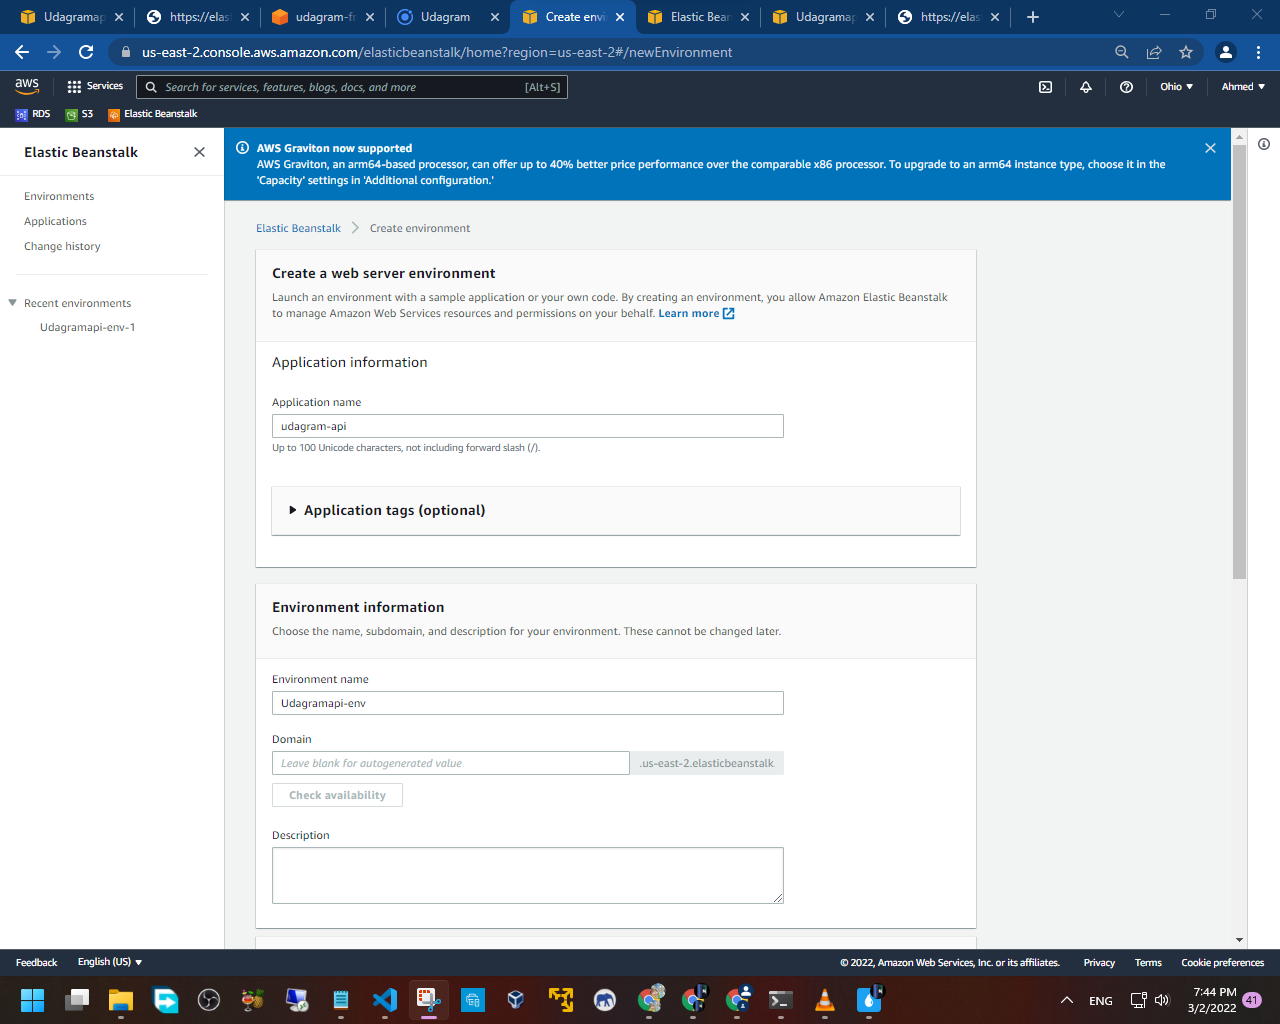 Udagramap
https://elas
udagram-fr
Udagram
Create envi
Elastic Bean
Udagramap
https://elas
us-east-2.console.aws.amazon.com/elasticbeanstalk/home?region=us-east-2#/newEnvironment
aws
Services
Search for services, features, blogs, docs, and more
[Alt+S]
Ohio
Ahmed
RDS
S3
Elastic Beanstalk
Elastic Beanstalk
Environments
Applications
Change history
Recent environments
Udagramapi-env-1
AWS Graviton now supported
AWS Graviton, an arm64-based processor, can offer up to 40% better price performance over the comparable x86 processor. To upgrade to an arm64 instance type, choose it in the
'Capacity' settings in 'Additional configuration.'
Elastic Beanstalk > Create environment
Create a web server environment
Launch an environment with a sample application or your own code. By creating an environment, you allow Amazon Elastic Beanstalk
to manage Amazon Web Services resources and permissions on your behalf. Learn more
Application information
Application name
udagram-api
Up to 100 Unicode characters, not including forward slash (/).
Application tags (optional)
Environment information
Choose the name, subdomain, and description for your environment. These cannot be changed later.
Environment name
Udagramapi-env
Domain
Leave blank for autogenerated value
.us-east-2.elasticbeanstalk.
Check availability
Description
Feedback
English (US)
© 2022, Amazon Web Services, Inc. or its affiliates.
Privacy
Terms
Cookie preferences
ENG
7:44 PM
3/2/2022
41